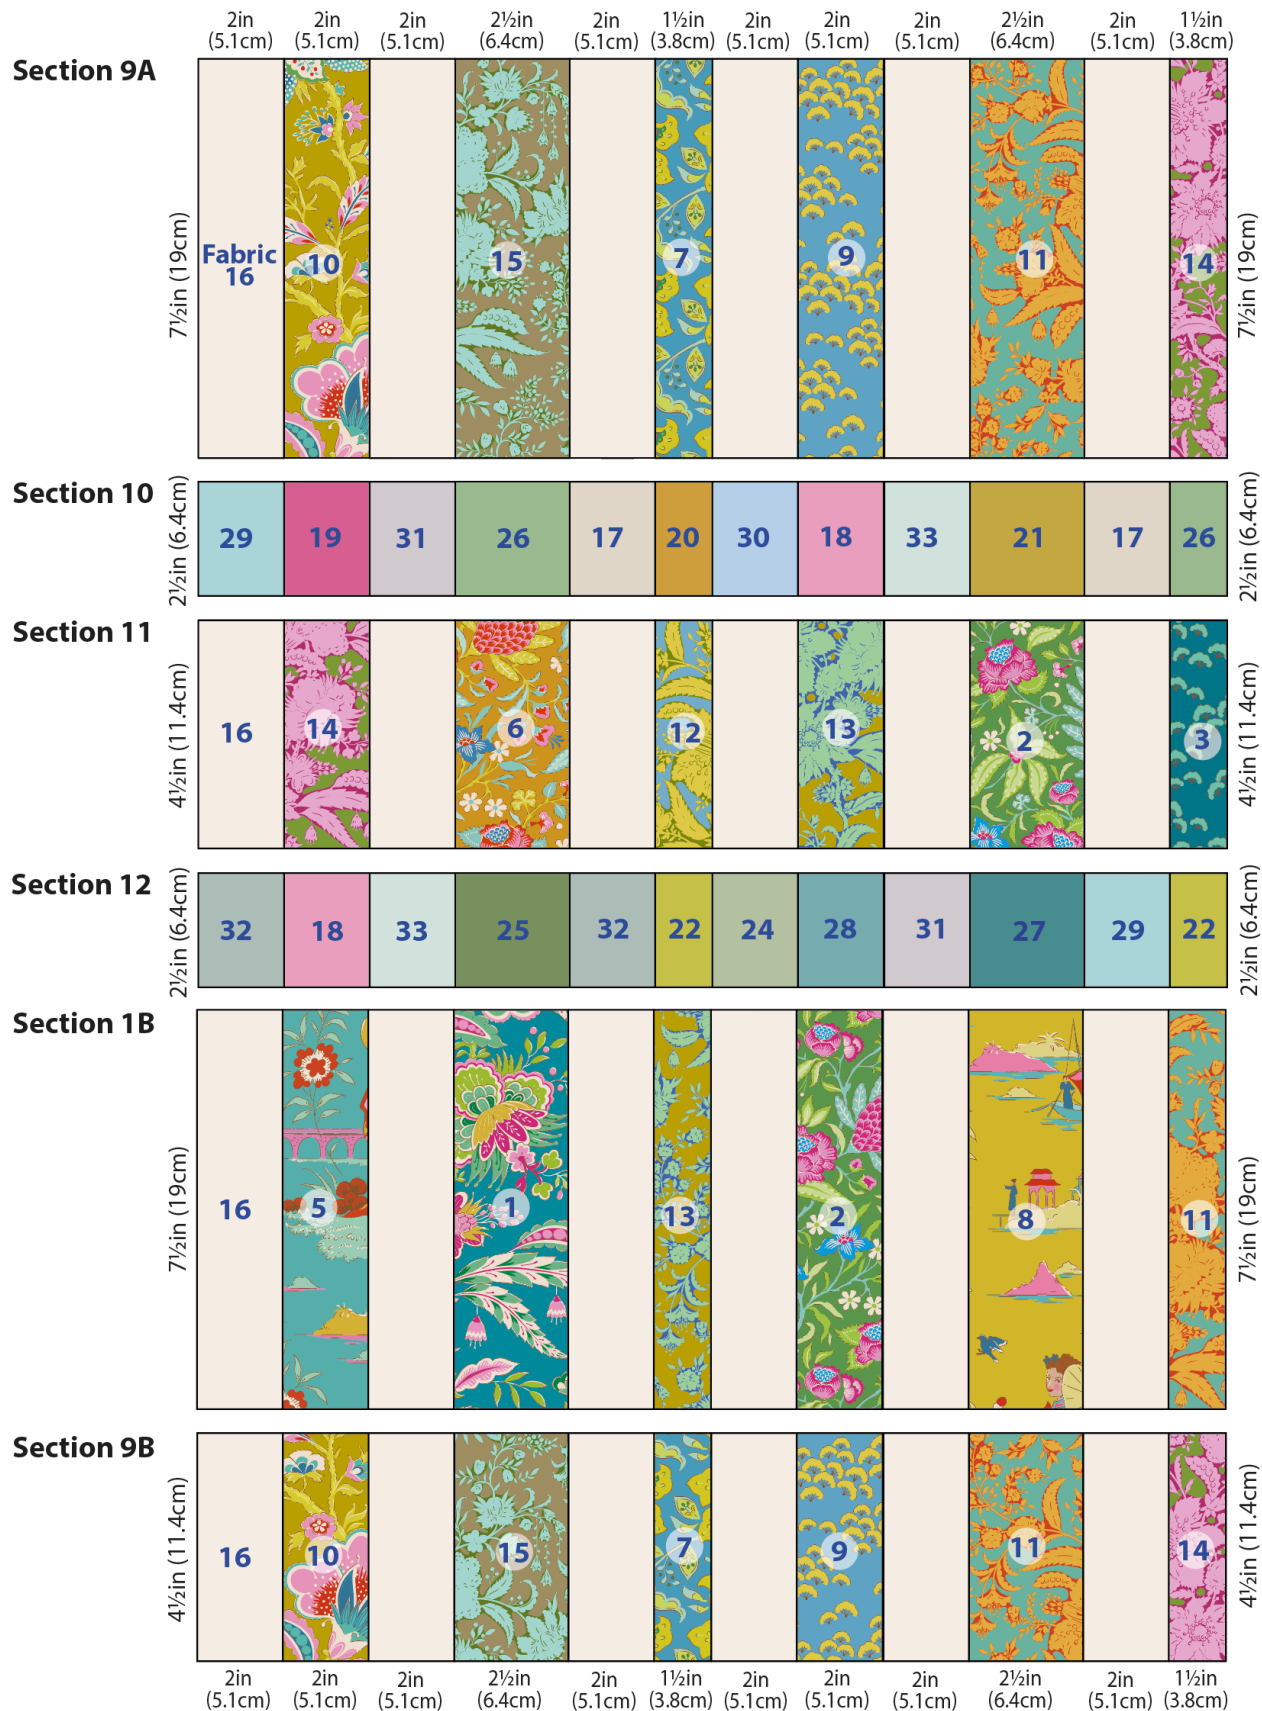 2in 2in 2in 2½in 2in 1½in 2in 2in 2in 2½in 2in 1½in
(5.1cm) (5.1cm) (5.1cm) (6.4cm) (5.1cm) (3.8cm) (5.1cm) (5.1cm) (5.1cm) (6.4cm) (5.1cm) (3.8cm)
Section 9A
7½in (19cm)
Fabric
16
10 15 7 9 11 14
7½in (19cm)
Section 10
2½in (6.4cm)
29 19 31 26 17 20 30 18 33 21 17 26
2½in (6.4cm)
Section 11
4½in (11.4cm)
16 14 6 12 13 2 3
4½in (11.4cm)
Section 12
2½in (6.4cm)
32 18 33 25 32 22 24 28 31 27 29 22
2½in (6.4cm)
Section 1B
7½in (19cm)
16 5 1 13 2 8 11
7½in (19cm)
Section 9B
4½in (11.4cm)
16 10 15 7 9 11 14
4½in (11.4cm)
2in 2in 2in 2½in 2in 1½in 2in 2in 2in 2½in 2in 1½in
(5.1cm) (5.1cm) (5.1cm) (6.4cm) (5.1cm) (3.8cm) (5.1cm) (5.1cm) (5.1cm) (6.4cm) (5.1cm) (3.8cm)